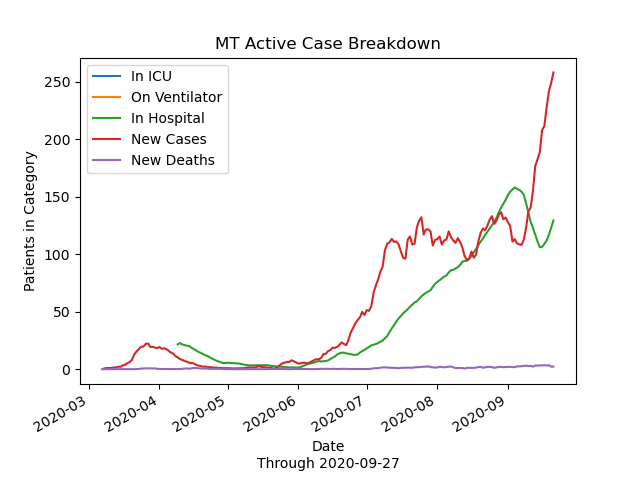 MT Active Case Breakdown
In ICU
On Ventilator
In Hospital
New Cases
New Deaths
Patients in Category
250
200
150
100
50
0
2020-03
2020-04
2020-05
2020-06
2020-07
2020-08
2020-09
Date
Through 2020-09-27